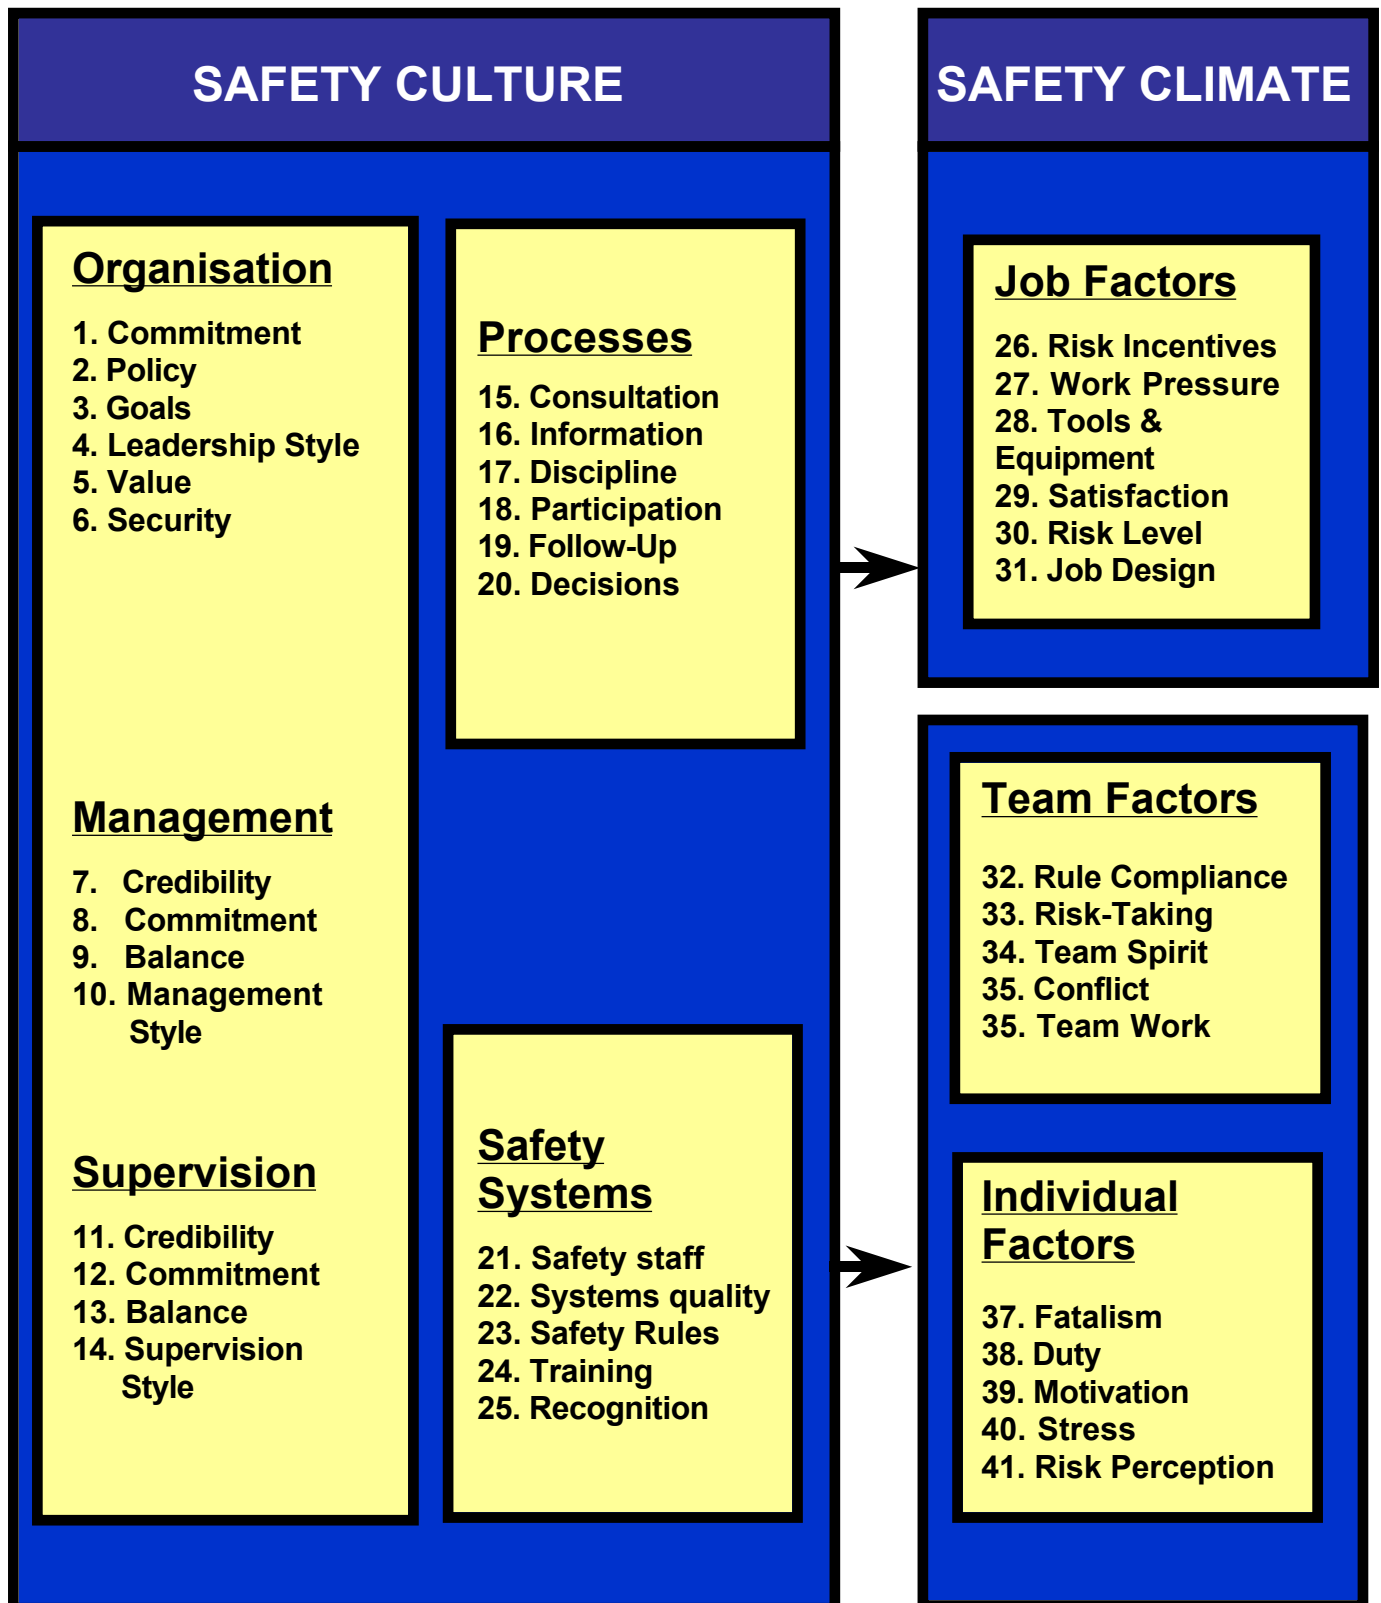 SAFETY CULTURE
Organisation
1. Commitment
2. Policy
3. Goals
4. Leadership Style
5. Value
6. Security
Management
7. Credibility
8. Commitment
9. Balance
10. Management
Style
Supervision
11. Credibility
12. Commitment
13. Balance
14. Supervision
Style
Processes
15. Consultation
16. Information
17. Discipline
18. Participation
19. Follow-Up
20. Decisions
Safety
Systems
21. Safety staff
22. Systems quality
23. Safety Rules
24. Training
25. Recognition
SAFETY CLIMATE
Job Factors
26. Risk Incentives
27. Work Pressure
28. Tools &
Equipment
29. Satisfaction
30. Risk Level
31. Job Design
Team Factors
32. Rule Compliance
33. Risk-Taking
34. Team Spirit
35. Conflict
35. Team Work
Individual
Factors
37. Fatalism
38. Duty
39. Motivation
40. Stress
41. Risk Perception